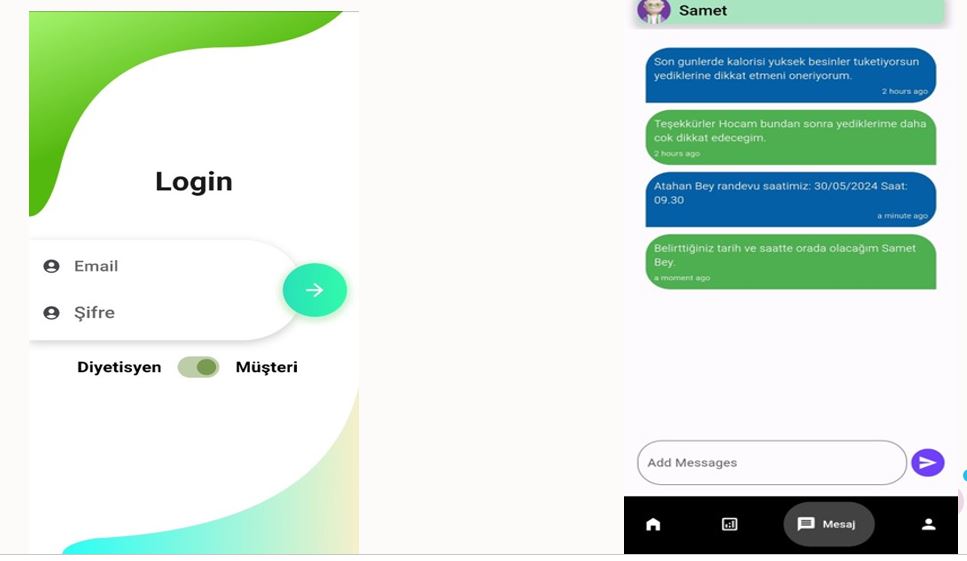 Login
Email
Şifre
Diyetisyen Müşteri
Samet
Son gunlerde kalorisi yuksek besinler tuketiyorsun
yediklerine dikkat etmeni oneriyorum.
2 hours ago
Teşekkürler Hocam bundan sonra yediklerime daha
cok dikkat edecegim.
2 hours ago
Atahan Bey randevu saatimiz: 30/05/2024 Saat:
09.30
a minute ago
Belirttiğiniz tarih ve saatte orada olacağım Samet
Bey.
a moment ago
Add Messages
Mesaj